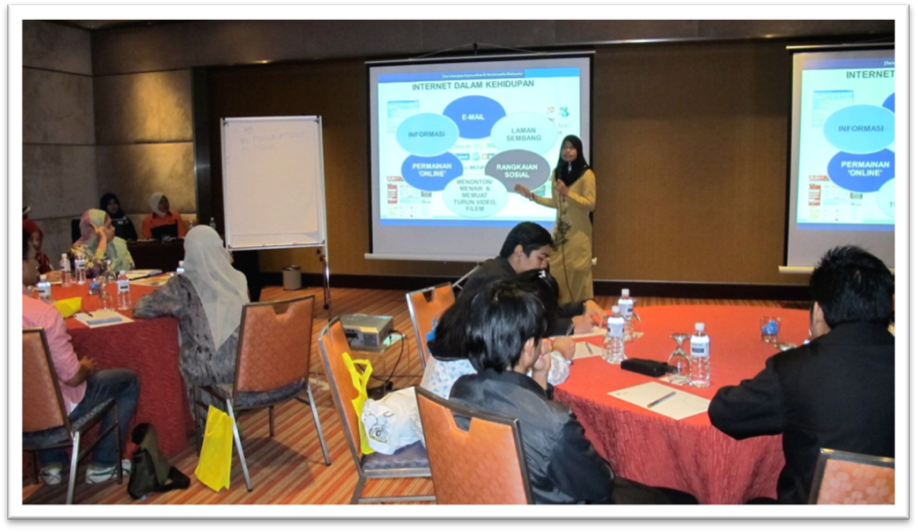 INTERNET DALAM KEHIDUPAN
E-MAIL
INFORMASI
LAMAN
SEMBANG
PERMAINAN
'ONLINE'
RANGKAIAN
SOSIAL
MENONTON,
MENARI &
MEMUAT
TURUN VIDEO,
FILEM
INTERNET
INFORMASI
PERMAINAN
'ONLINE'